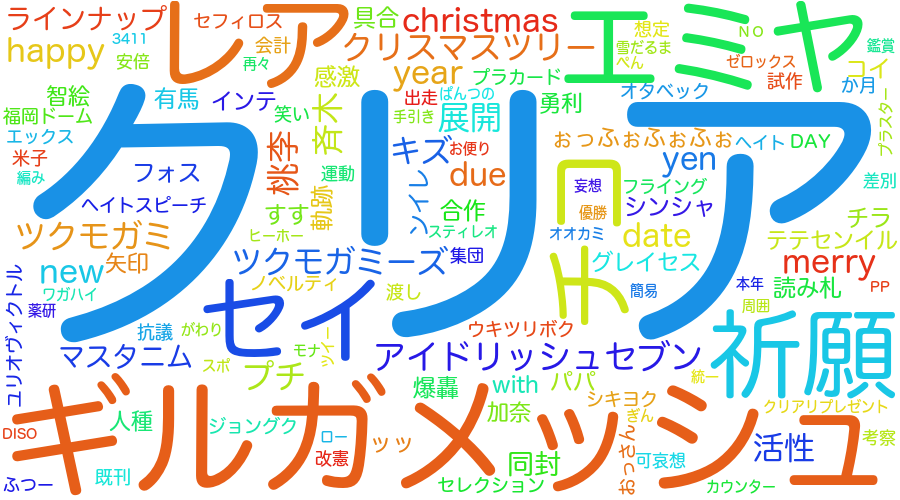 ラインナップ
レア
セフィロス
具合
christmas
エミヤ
想定
NO
鑑賞
3411
会計
再々
安倍
happy
クリスマスツリー
雪だるま
ぺん
ゼロックス
試作
コイ
か月
感激
year
プラカード
智絵
有馬
インテ
笑い
木
出走
ぱんつの
手引き
展開
勇利
オタベック
プラスター
福岡ドーム
エックス
米子
編み
クリア
斉
桃李
キズ
お便り
おっふぉふぉふぉ
ヘイト
DAY
フォス
運動
due
チョコ
yen
妄想
フライング
差別
ヘイトスピーチ
すす
軌跡
ソイレ
合作
スティレオ
優勝
シンシャ
チラ
ツクモガミ
ヒーホー
オオカミ
date
テテセンイル
new
矢印
ツクモガミーズ
集団
グレイセス
merry
ワガハイ
ノベルティ
渡し
簡易
本年
読み札
PP
薬研
セイ
周囲
ユリオヴィクトル
抗議
がわり
ウキツリボク
祈願
マスタニム
スポ
モナ
ツイー
アイドリッシュセブン
プチ
爆轟
with
パパ
統一
ギルガメッシュ
人種
ジョングク
加奈
シキヨク
ぎん
クリアリプレゼント
DISO
ロー
ッッ
おっさん
活性
考察
既刊
改憲
同封
可哀想
ふつー
セレクション
カウンター